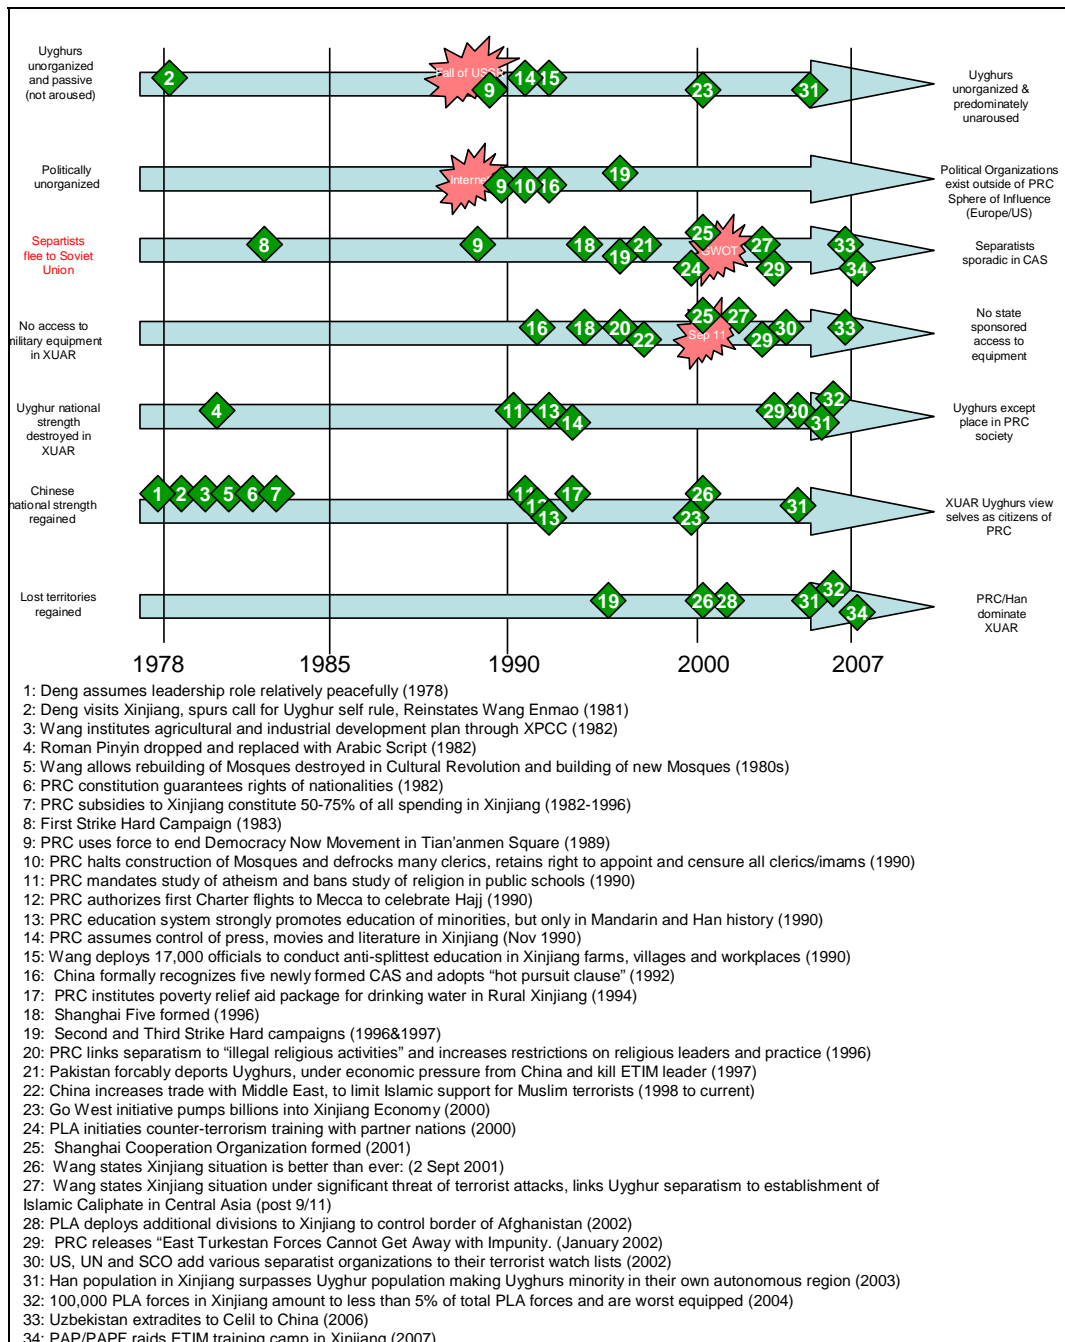 Uyghurs
unorganized
and passive
(not aroused)
2
Fall of USSR
9
14
15
23
31
Uyghurs
unorganized &
predominately
unaroused
Politically
unorganized
Internet
9
10
16
19
Political Organizations
exist outside of PRC
Sphere of Influence
(Europe/US)
Separtists
flee to Soviet
Union
8
9
18
19
21
24
25
GWOT
27
29
33
34
Separatists
sporadic in CAS
No access to
military equipment
in XUAR
16
18
20
22
25
Sep 11
27
29
30
33
No state
sponsored
access to
equipment
Uyghur national
strength
destroyed in
XUAR
4
11
13
14
29
30
31
32
Uyghurs except
place in PRC
society
Chinese
national strength
regained
1
2
3
5
6
7
11
12
13
17
23
26
31
XUAR Uyghurs view
selves as citizens of
PRC
Lost territories
regained
19
26
28
31
32
34
PRC/Han
dominate
XUAR
1978
1985
1990
2000
2007
1: Deng assumes leadership role relatively peacefully (1978)
2: Deng visits Xinjiang, spurs call for Uyghur self rule, Reinstates Wang Enmao (1981)
3: Wang institutes agricultural and industrial development plan through XPCC (1982)
4: Roman Pinyin dropped and replaced with Arabic Script (1982)
5: Wang allows rebuilding of Mosques destroyed in Cultural Revolution and building of new Mosques (1980s)
6: PRC constitution guarantees rights of nationalities (1982)
7: PRC subsidies to Xinjiang constitute 50-75% of all spending in Xinjiang (1982-1996)
8: First Strike Hard Campaign (1983)
9: PRC uses force to end Democracy Now Movement in Tian’anmen Square (1989)
10: PRC halts construction of Mosques and defrocks many clerics, retains right to appoint and censure all clerics/imams (1990)
11: PRC mandates study of atheism and bans study of religion in public schools (1990)
12: PRC authorizes first Charter flights to Mecca to celebrate Hajj (1990)
13: PRC education system strongly promotes education of minorities, but only in Mandarin and Han history (1990)
14: PRC assumes control of press, movies and literature in Xinjiang (Nov 1990)
15: Wang deploys 17,000 officials to conduct anti-splittest education in Xinjiang farms, villages and workplaces (1990)
16: China formally recognizes five newly formed CAS and adopts “hot pursuit clause” (1992)
17: PRC institutes poverty relief aid package for drinking water in Rural Xinjiang (1994)
18: Shanghai Five formed (1996)
19: Second and Third Strike Hard campaigns (1996&1997)
20: PRC links separatism to “illegal religious activities” and increases restrictions on religious leaders and practice (1996)
21: Pakistan forcably deports Uyghurs, under economic pressure from China and kill ETIM leader (1997)
22: China increases trade with Middle East, to limit Islamic support for Muslim terrorists (1998 to current)
23: Go West initiative pumps billions into Xinjiang Economy (2000)
24: PLA initiaties counter-terrorism training with partner nations (2000)
25: Shanghai Cooperation Organization formed (2001)
26: Wang states Xinjiang situation is better than ever: (2 Sept 2001)
27: Wang states Xinjiang situation under significant threat of terrorist attacks, links Uyghur separatism to establishment of
Islamic Caliphate in Central Asia (post 9/11)
28: PLA deploys additional divisions to Xinjiang to control border of Afghanistan (2002)
29: PRC releases “East Turkestan Forces Cannot Get Away with Impunity. (January 2002)
30: US, UN and SCO add various separatist organizations to their terrorist watch lists (2002)
31: Han population in Xinjiang surpasses Uyghur population making Uyghurs minority in their own autonomous region (2003)
32: 100,000 PLA forces in Xinjiang amount to less than 5% of total PLA forces and are worst equipped (2004)
33: Uzbekistan extradites to Celil to China (2006)
34: PAP/PAPF raids ETIM training camp in Xinjiang (2007)